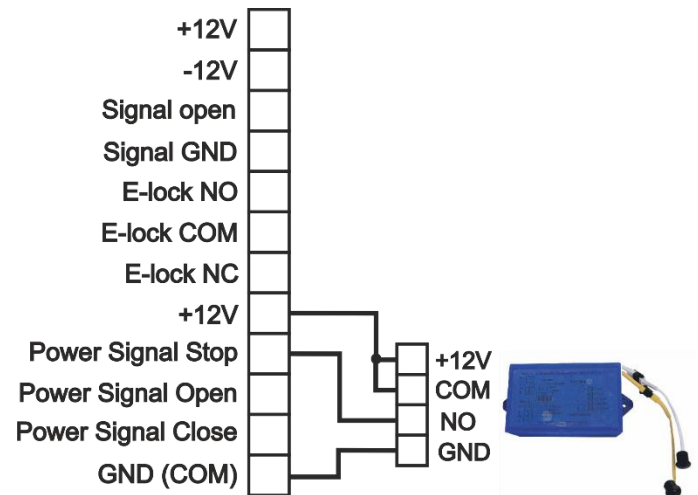 +12V
-12V
Signal open
Signal GND
E-lock NO
E-lock COM
E-lock NC
+12V
Power Signal Stop
Power Signal Open
Power Signal Close
GND (COM)
+12V
COM
NO
GND